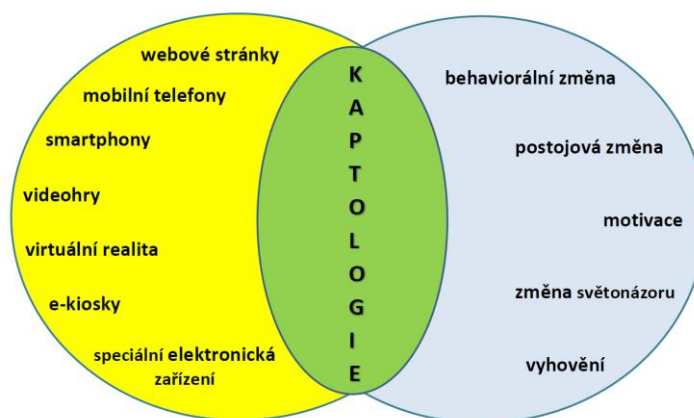 webové stránky
mobilní telefony
smartphony
videohry
virtuální realita
e-kiosky
speciální elektronická
zařízení
K
A
P
T
O
L
O
G
I
E
behaviorální změna
postojová změna
motivace
změna světonázoru
vyhovění